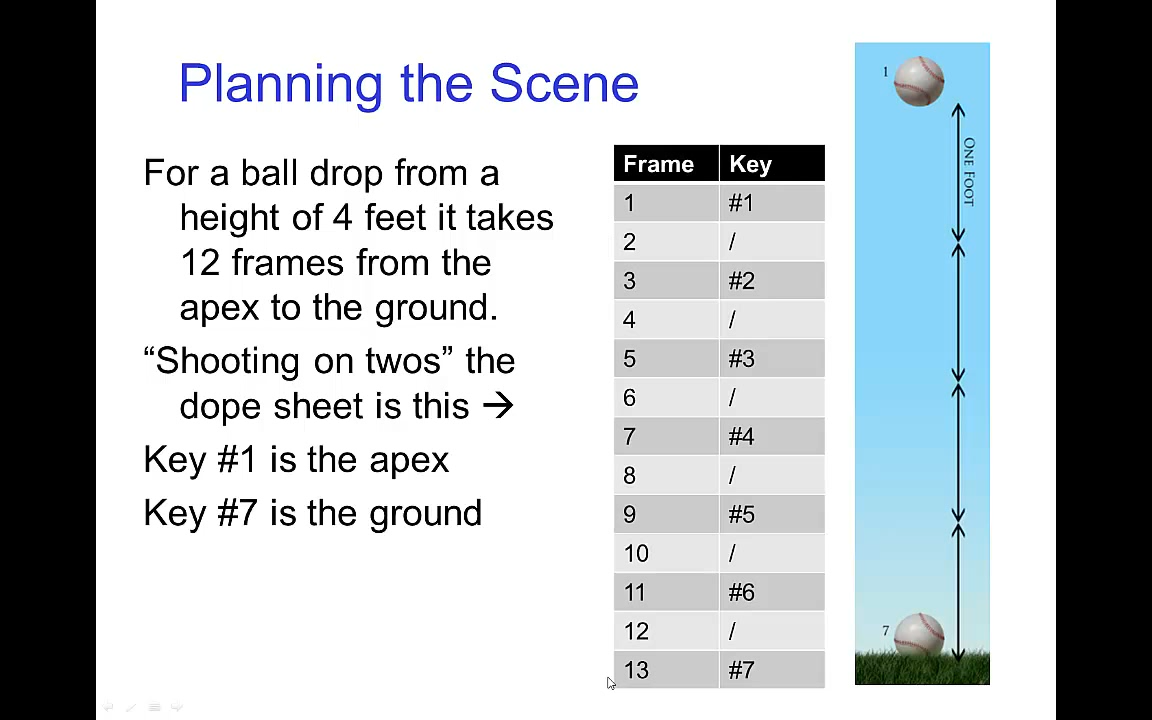 Planning the Scene
For a ball drop from a
height of 4 feet it takes
12 frames from the
apex to the ground.
“Shooting on twos” the
dope sheet is this →
Key #1 is the apex
Key #7 is the ground
Frame Key
1 #1
2 /
3 #2
4 /
5 #3
6 /
7 #4
8 /
9 #5
10 /
11 #6
12 /
13 #7
1
ONE FOOT
7